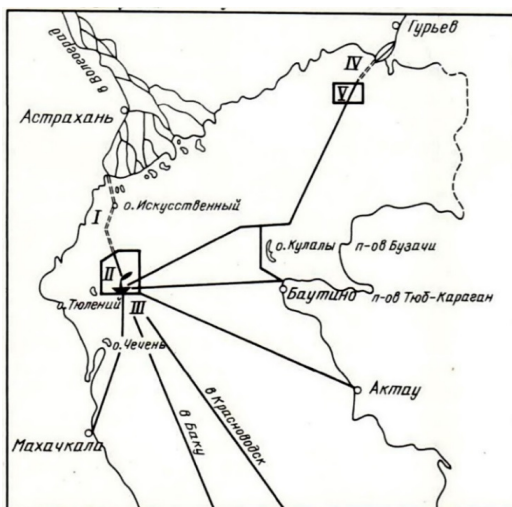 Гурьев
в Волгоград
IV
V
Астрахань
I
о. Искусственный
о. Кулалы
п-ов Бузачи
II
о. Тюлений
III
Баутино
п-ов Тюб-Караган
о. Чечень
Актау
в Красноводск
в Баку
Махачкала